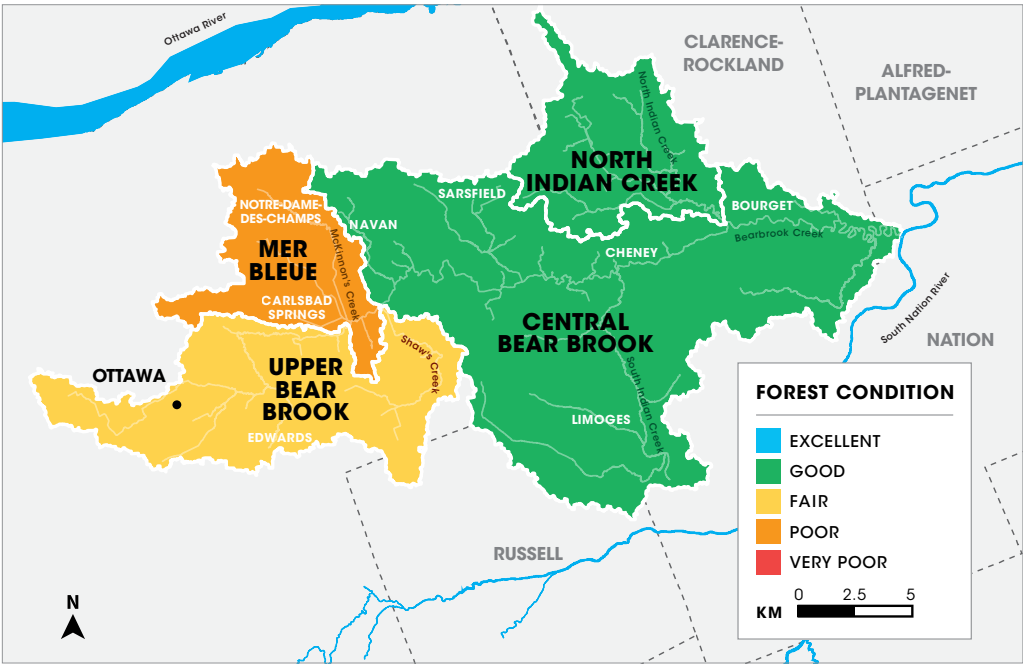 Ottawa River
CLARENCE-
ROCKLAND
ALFRED-
PLANTAGENET
North Indian Creek
NORTH
INDIAN CREEK
SARSFIELD
NOTRE-DAME-
DES-CHAMPS
BOURGET
NAVAN
Bearbrook Creek
MER
BLEUE
McKinnon's Creek
CHENEY
CARLSBAD
SPRINGS
South Nation River
CENTRAL
BEAR BROOK
NATION
Shaw's Creek
OTTAWA
UPPER
BEAR
BROOK
South Indian Creek
LIMOGES
EDWARDS
RUSSELL
FOREST CONDITION
EXCELLENT
GOOD
FAIR
POOR
VERY POOR
0 2.5 5
KM
N